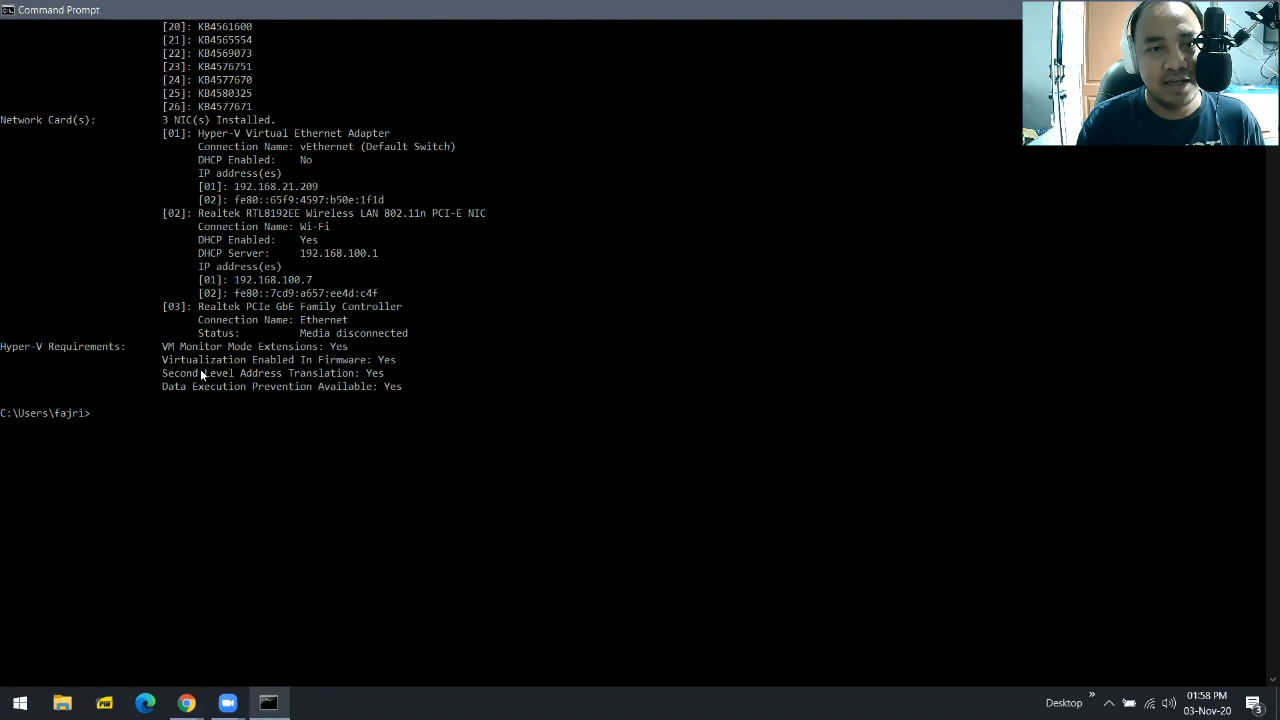 Command Prompt
[20]: KB4561600
[21]: KB4565554
[22]: KB4569073
[23]: KB4576751
[24]: KB4577670
[25]: KB4580325
[26]: KB4577671
Network Card(s): 3 NIC(s) Installed.
[01]: Hyper-V Virtual Ethernet Adapter
Connection Name: vEthernet (Default Switch)
DHCP Enabled: No
IP address(es)
[01]: 192.168.21.209
[02]: fe80::65f9:4597:b50e:1f1d
[02]: Realtek RTL8192EE Wireless LAN 802.11n PCI-E NIC
Connection Name: Wi-Fi
DHCP Enabled: Yes
DHCP Server: 192.168.100.1
IP address(es)
[01]: 192.168.100.7
[02]: fe80::7cd9:a657:ee4d:c4f
[03]: Realtek PCIe GbE Family Controller
Connection Name: Ethernet
Status: Media disconnected
Hyper-V Requirements: VM Monitor Mode Extensions: Yes
Virtualization Enabled In Firmware: Yes
Second Level Address Translation: Yes
Data Execution Prevention Available: Yes
C:\Users\fajri>
Desktop
01:58 PM
03-Nov-20
3